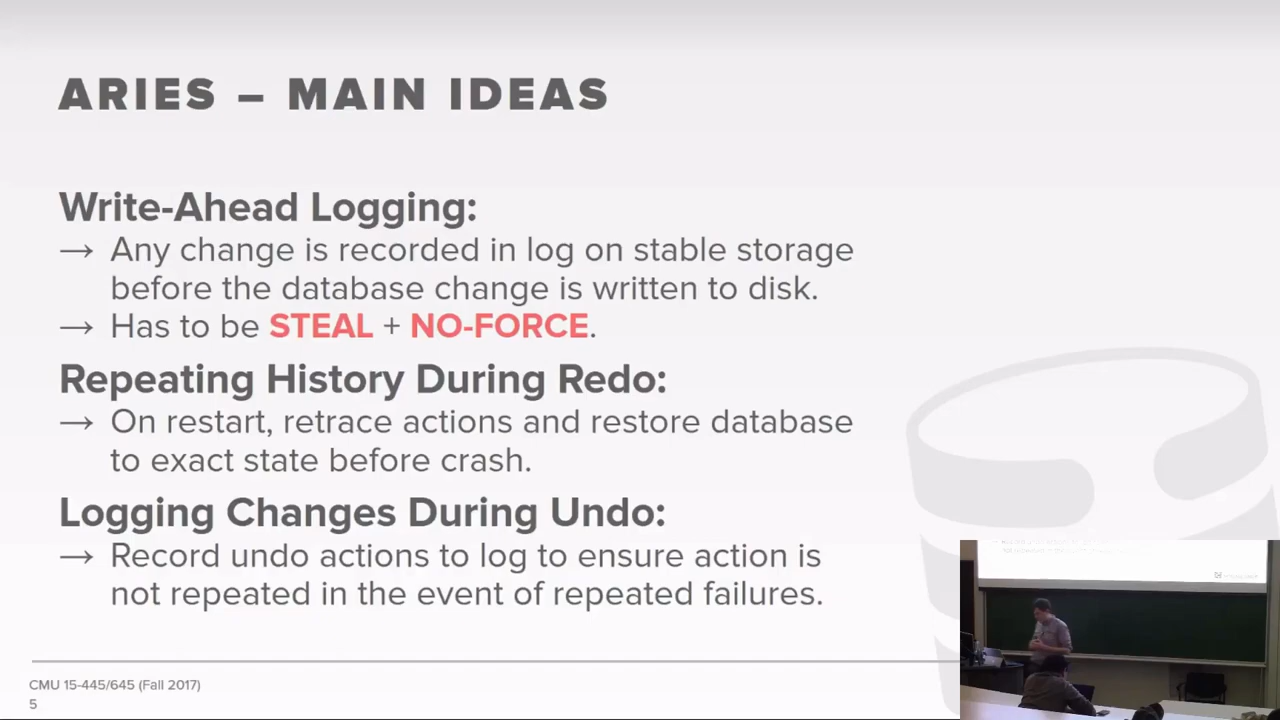 ARIES – MAIN IDEAS
Write-Ahead Logging:
→ Any change is recorded in log on stable storage
before the database change is written to disk.
→ Has to be STEAL + NO-FORCE.
Repeating History During Redo:
→ On restart, retrace actions and restore database
to exact state before crash.
Logging Changes During Undo:
→ Record undo actions to log to ensure action is
not repeated in the event of repeated failures.
CMU 15-445/645 (Fall 2017)
5